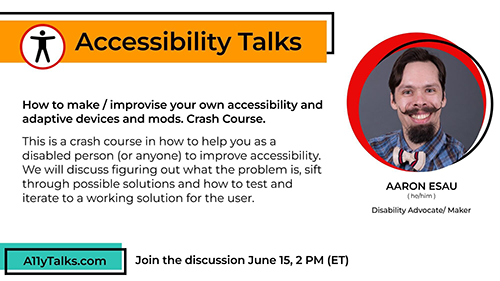 Accessibility Talks
How to make / improvise your own accessibility and
adaptive devices and mods. Crash Course.
This is a crash course in how to help you as a
disabled person (or anyone) to improve accessibility.
We will discuss figuring out what the problem is, sift
through possible solutions and how to test and
iterate to a working solution for the user.
AARON ESAU
( he/him )
Disability Advocate/ Maker
A11yTalks.com
Join the discussion June 15, 2 PM (ET)